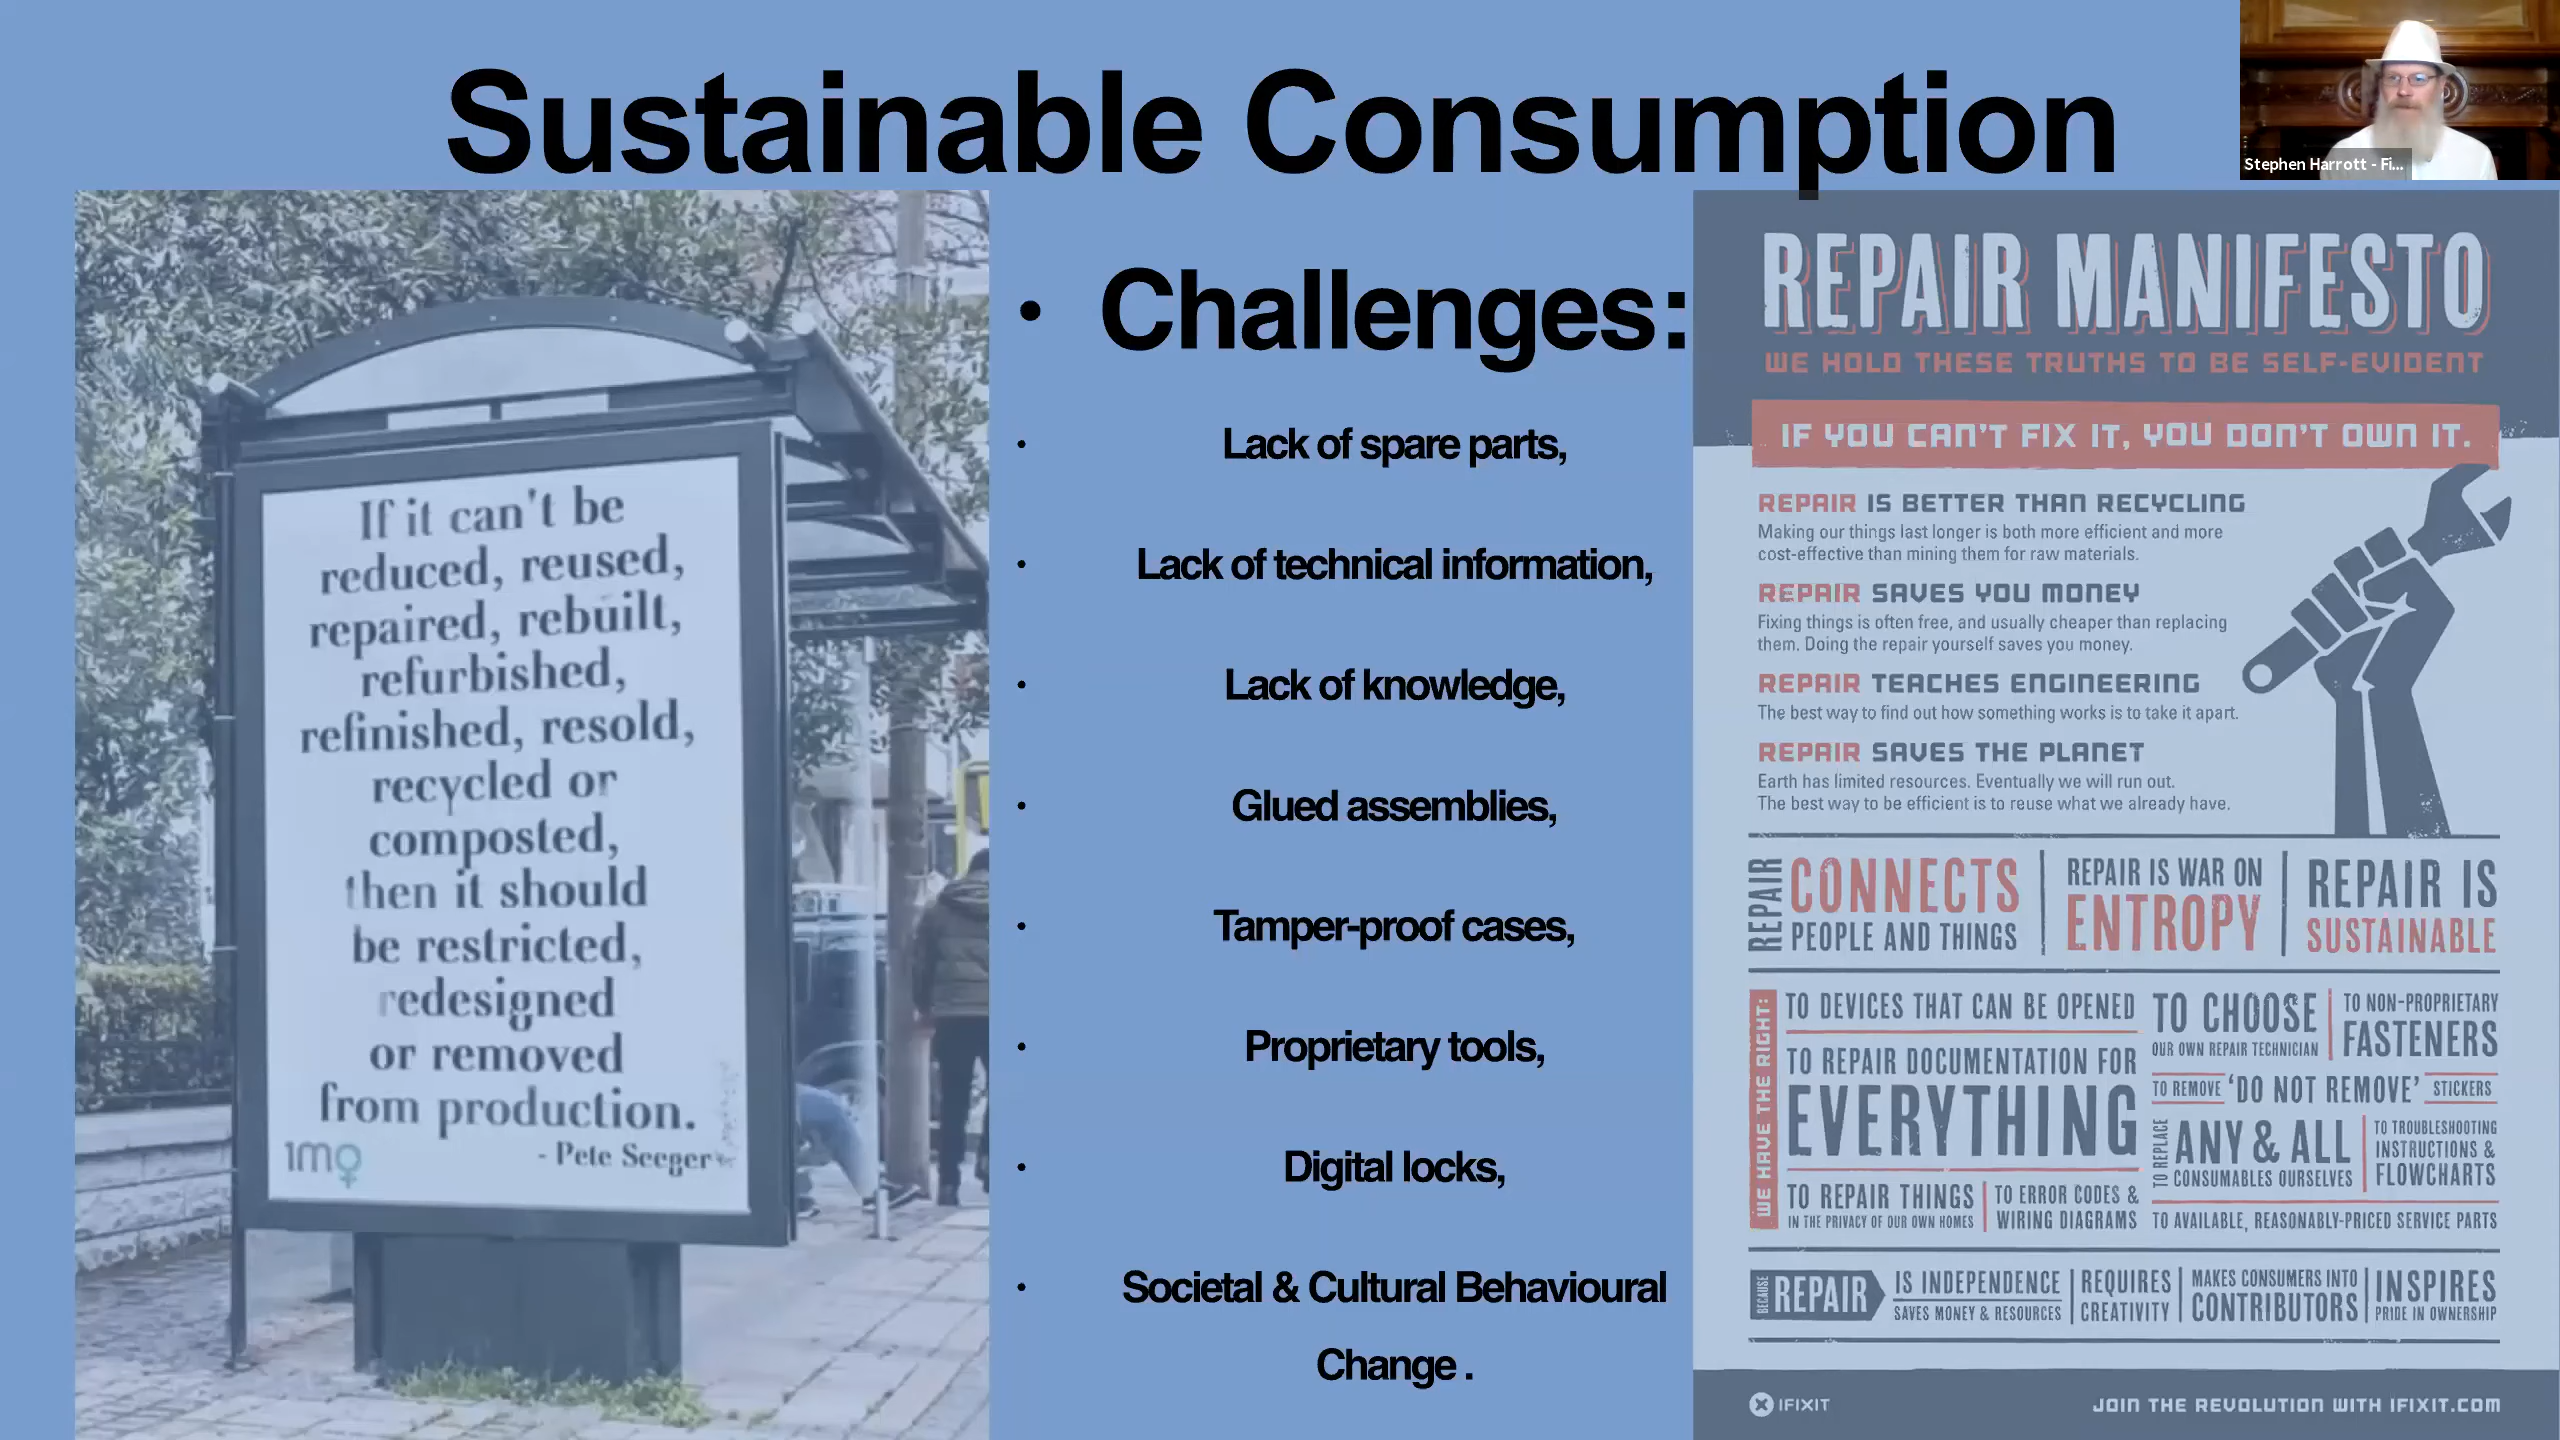 Sustainable Consumption
Stephen Harrott - Fi...
If it can't be
reduced, reused,
repaired, rebuilt,
refurbished,
refinished, resold,
recycled or
composted,
then it should
be restricted,
redesigned
or removed
from production.
- Pete Seeger
1M
• Challenges:
• Lack of spare parts,
• Lack of technical information,
• Lack of knowledge,
• Glued assemblies,
• Tamper-proof cases,
• Proprietary tools,
• Digital locks,
• Societal & Cultural Behavioural
Change .
REPAIR MANIFESTO
WE HOLD THESE TRUTHS TO BE SELF-EVIDENT
IF YOU CAN'T FIX IT, YOU DON'T OWN IT.
REPAIR IS BETTER THAN RECYCLING
Making our things last longer is both more efficient and more
cost-effective than mining them for raw materials.
REPAIR SAVES YOU MONEY
Fixing things is often free, and usually cheaper than replacing
them. Doing the repair yourself saves you money.
REPAIR TEACHES ENGINEERING
The best way to find out how something works is to take it apart.
REPAIR SAVES THE PLANET
Earth has limited resources. Eventually we will run out.
The best way to be efficient is to reuse what we already have.
REPAIR
CONNECTS
PEOPLE AND THINGS
REPAIR IS WAR ON
ENTROPY
REPAIR IS
SUSTAINABLE
WE HAVE THE RIGHT:
TO DEVICES THAT CAN BE OPENED
TO REPAIR DOCUMENTATION FOR
EVERYTHING
TO REPAIR THINGS
IN THE PRIVACY OF OUR OWN HOMES
TO ERROR CODES &
WIRING DIAGRAMS
TO CHOOSE
OUR OWN REPAIR TECHNICIAN
TO NON-PROPRIETARY
FASTENERS
TO REMOVE 'DO NOT REMOVE' STICKERS
TO REPLACE
ANY & ALL
CONSUMABLES OURSELVES
TO TROUBLESHOOTING
INSTRUCTIONS &
FLOWCHARTS
TO AVAILABLE, REASONABLY-PRICED SERVICE PARTS
BECAUSE
REPAIR
IS INDEPENDENCE
SAVES MONEY & RESOURCES
REQUIRES
CREATIVITY
MAKES CONSUMERS INTO
CONTRIBUTORS
INSPIRES
PRIDE IN OWNERSHIP
IFIXIT
JOIN THE REVOLUTION WITH IFIXIT.COM